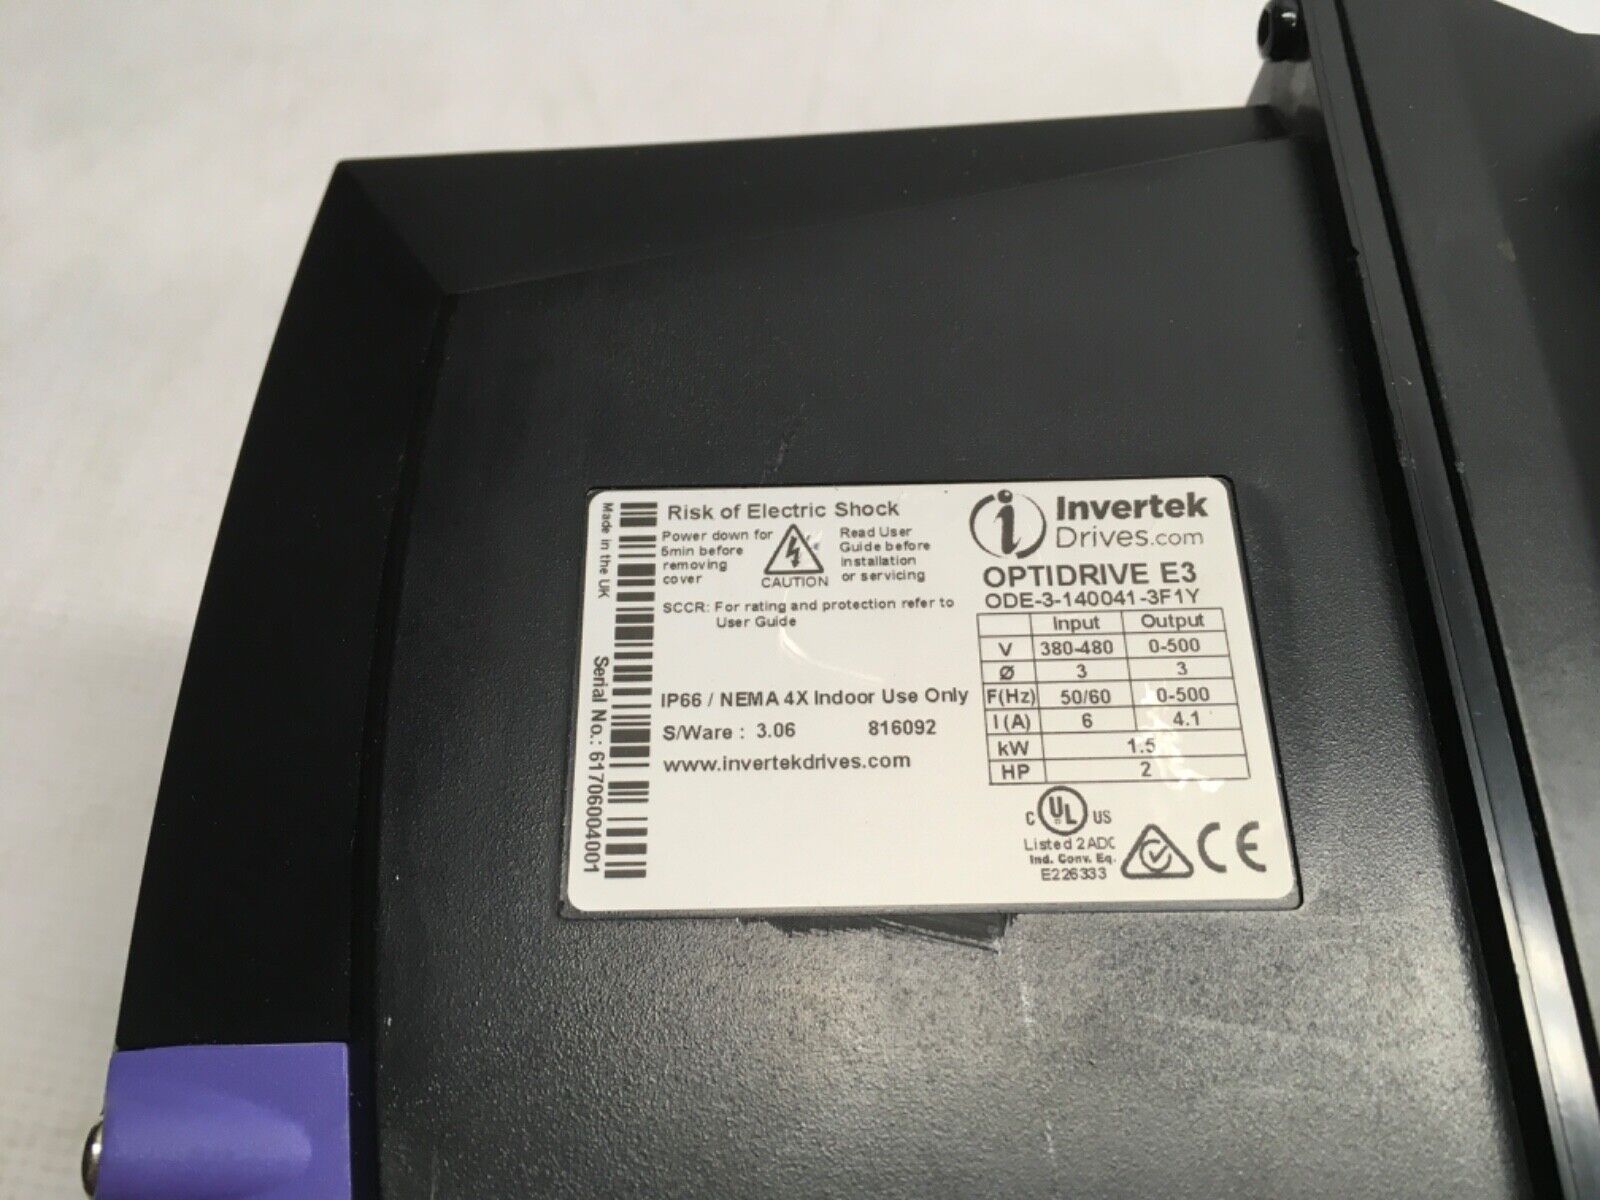 Made in the UK
Serial No.: 617060004001
Risk of Electric Shock
Power down for
5min before
removing
cover
CAUTION
Read User
Guide before
installation
or servicing
SCCR: For rating and protection refer to
User Guide
IP66 / NEMA 4X Indoor Use Only
S/Ware : 3.06 816092
www.invertekdrives.com
Invertek
Drives.com
OPTIDRIVE E3
ODE-3-140041-3F1Y
Input Output
V 380-480 0-500
Ø 3 3
F(Hz) 50/60 0-500
I (A) 6 4.1
kW 1.5
HP 2
C UL US
Listed 2ADC
Ind. Conv. Eq.
E226333
CE